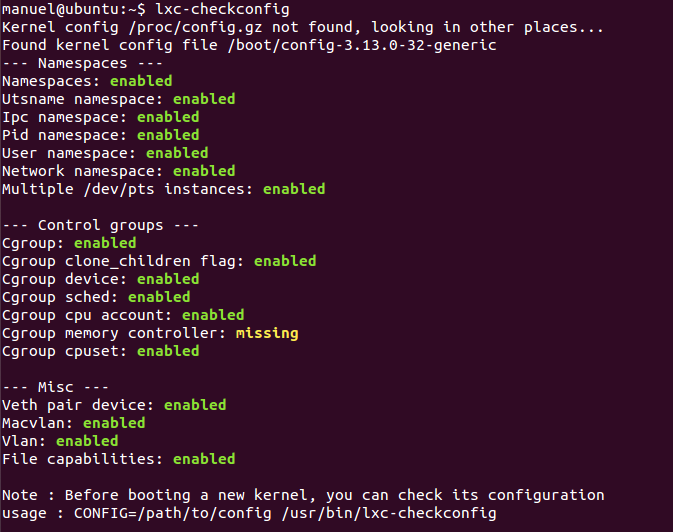 manuel@ubuntu:~$ lxc-checkconfig
Kernel config /proc/config.gz not found, looking in other places...
Found kernel config file /boot/config-3.13.0-32-generic
--- Namespaces ---
Namespaces: enabled
Utsname namespace: enabled
Ipc namespace: enabled
Pid namespace: enabled
User namespace: enabled
Network namespace: enabled
Multiple /dev/pts instances: enabled

--- Control groups ---
Cgroup: enabled
Cgroup clone_children flag: enabled
Cgroup device: enabled
Cgroup sched: enabled
Cgroup cpu account: enabled
Cgroup memory controller: missing
Cgroup cpuset: enabled

--- Misc ---
Veth pair device: enabled
Macvlan: enabled
Vlan: enabled
File capabilities: enabled

Note : Before booting a new kernel, you can check its configuration
usage : CONFIG=/path/to/config /usr/bin/lxc-checkconfig